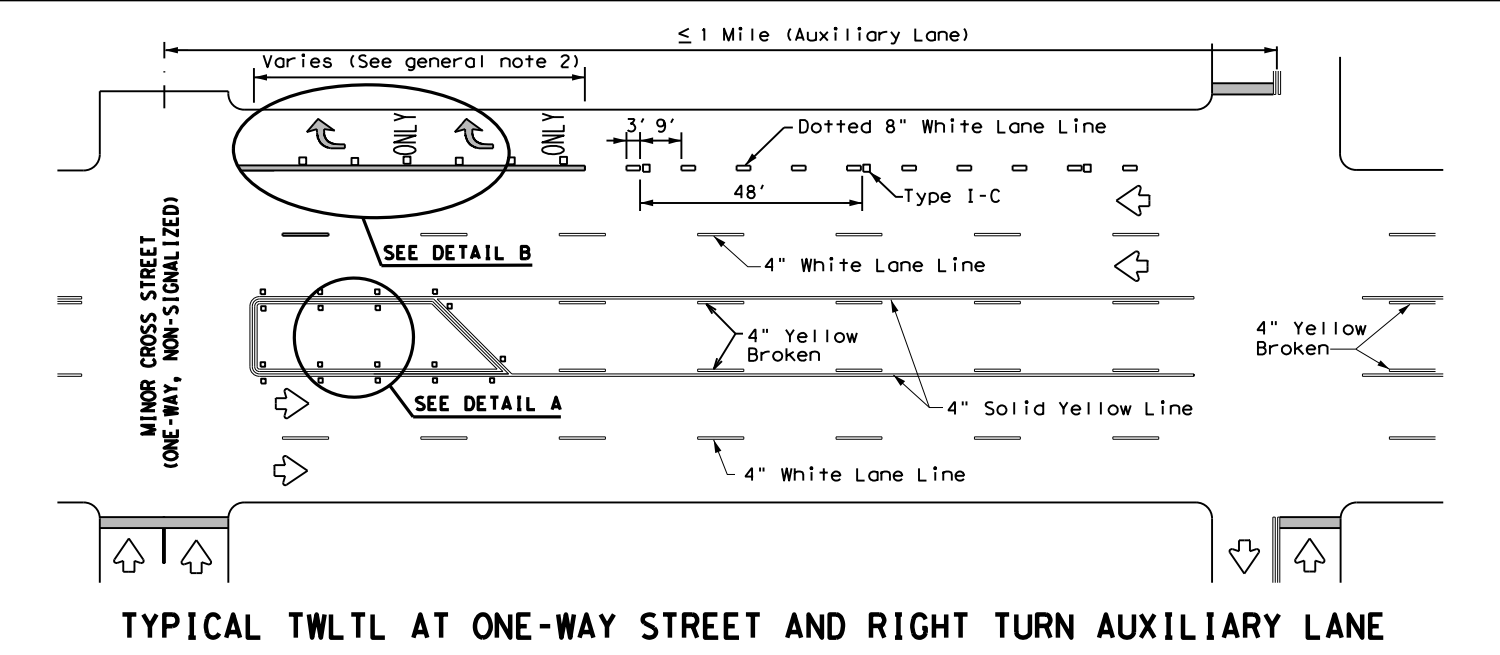 ≤ 1 Mile (Auxiliary Lane)
Varies (See general note 2)
ONLY
ONLY
3' 9'
Dotted 8" White Lane Line
48'
Type I-C
SEE DETAIL B
4" White Lane Line
MINOR CROSS STREET
(ONE-WAY, NON-SIGNALIZED)
4" Yellow
Broken
4" Yellow
Broken
SEE DETAIL A
4" Solid Yellow Line
4" White Lane Line
TYPICAL TWLTL AT ONE-WAY STREET AND RIGHT TURN AUXILIARY LANE